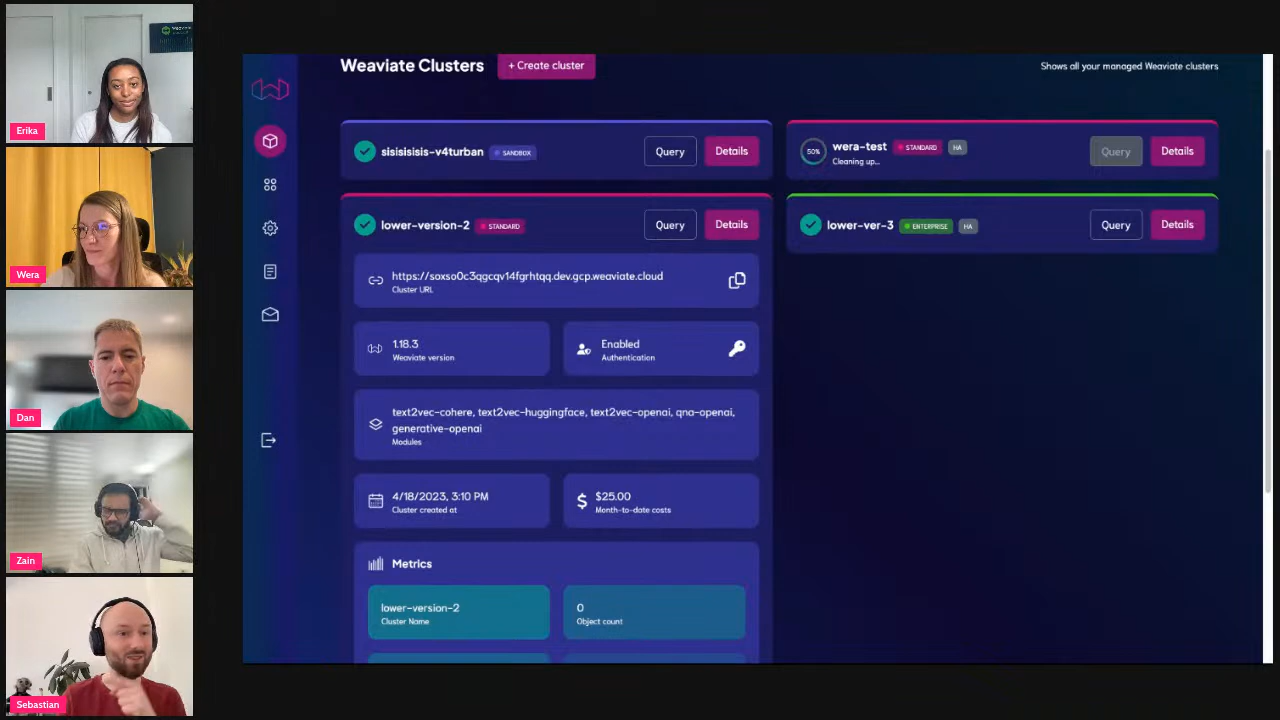 Weaviate
Erika
Wera
Dan
Zain
Sebastian
Weaviate Clusters
+ Create cluster
Shows all your managed Weaviate clusters
sisisisisis-v4turban
SANDBOX
Query
Details
50%
wera-test
STANDARD
HA
Cleaning up...
Query
Details
lower-version-2
STANDARD
Query
Details
lower-ver-3
ENTERPRISE
HA
Query
Details
https://soxso0c3qgcqv14fgrhtqq.dev.gcp.weaviate.cloud
Cluster URL
1.18.3
Weaviate version
Enabled
Authentication
text2vec-cohere, text2vec-huggingface, text2vec-openai, qna-openai,
generative-openai
Modules
4/18/2023, 3:10 PM
Cluster created at
$ $25.00
Month-to-date costs
Metrics
lower-version-2
Cluster Name
0
Object count